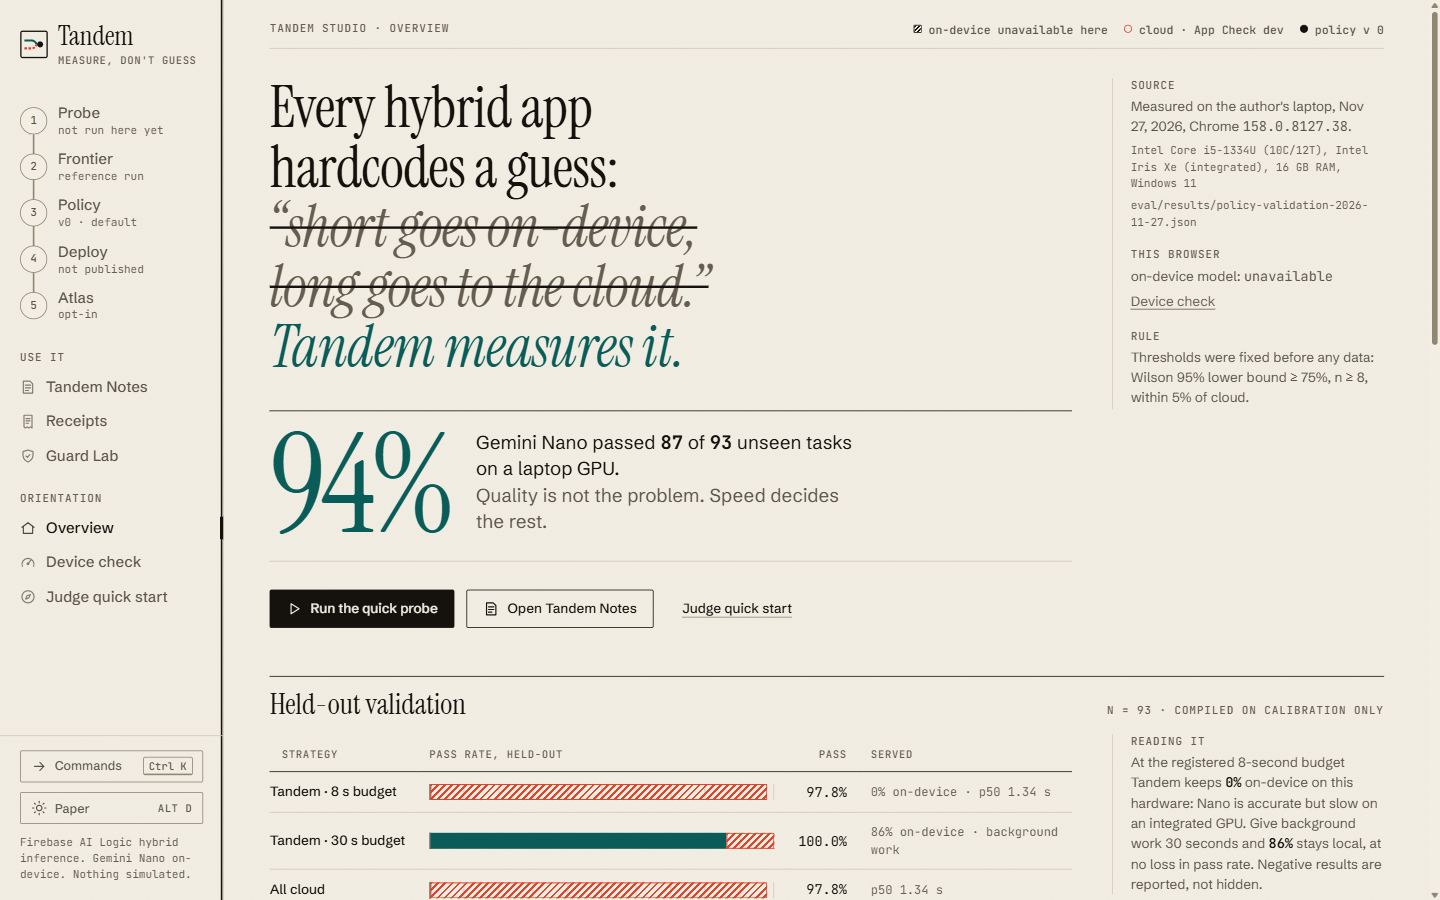 Tandem
MEASURE, DON'T GUESS
1
Probe
not run here yet
2
Frontier
reference run
3
Policy
v0 · default
4
Deploy
not published
5
Atlas
opt-in
USE IT
Tandem Notes
Receipts
Guard Lab
ORIENTATION
Overview
Device check
Judge quick start
→ Commands Ctrl K
Paper ALT D
Firebase AI Logic hybrid
inference. Gemini Nano on-
device. Nothing simulated.
TANDEM STUDIO · OVERVIEW
on-device unavailable here cloud · App Check dev policy v 0
Every hybrid app
hardcodes a guess:
“short goes on-device,
long goes to the cloud.”
Tandem measures it.
94%
Gemini Nano passed 87 of 93 unseen tasks
on a laptop GPU.
Quality is not the problem. Speed decides
the rest.
Run the quick probe Open Tandem Notes Judge quick start
SOURCE
Measured on the author's laptop, Nov
27, 2026, Chrome 158.0.8127.38.
Intel Core i5-1334U (10C/12T), Intel
Iris Xe (integrated), 16 GB RAM,
Windows 11
eval/results/policy-validation-2026-
11-27.json
THIS BROWSER
on-device model: unavailable
Device check
RULE
Thresholds were fixed before any data:
Wilson 95% lower bound ≥ 75%, n ≥ 8,
within 5% of cloud.
Held-out validation
N = 93 · COMPILED ON CALIBRATION ONLY
STRATEGY PASS RATE, HELD-OUT PASS SERVED
Tandem · 8 s budget 97.8% 0% on-device · p50 1.34 s
Tandem · 30 s budget 100.0% 86% on-device · background
work
All cloud 97.8% p50 1.34 s
READING IT
At the registered 8-second budget
Tandem keeps 0% on-device on this
hardware: Nano is accurate but slow on
an integrated GPU. Give background
work 30 seconds and 86% stays local, at
no loss in pass rate. Negative results are
reported, not hidden.